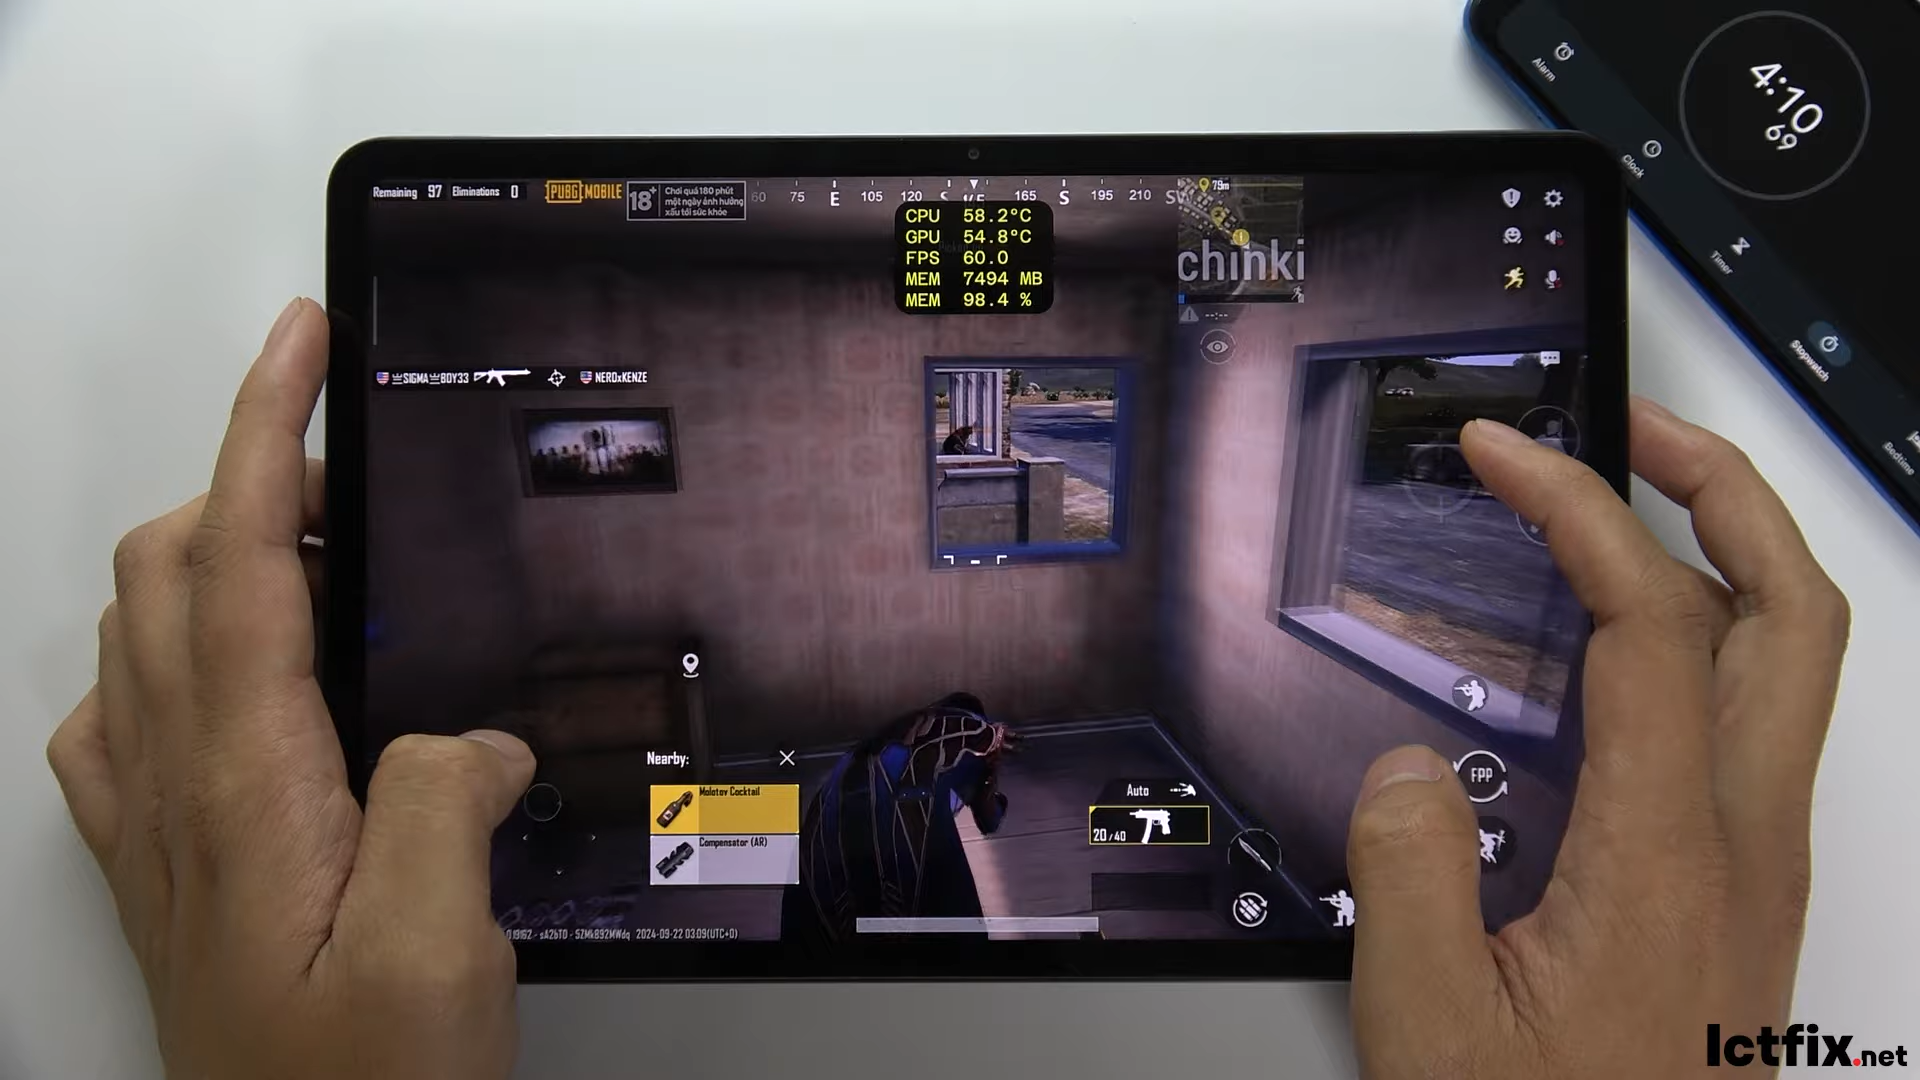 Remaining 97 Eliminations 0
PUBG MOBILE
18+
Chơi quá 180 phút
một ngày ảnh hưởng
xấu tới sức khỏe
60 75 E 105 120 165 S 195 210 SW
79m
chinki
CPU 58.2°C
GPU 54.8°C
FPS 60.0
MEM 7494 MB
MEM 98.4 %
SIGMA BOY33
NERDxKENZE
Nearby:
Molotov Cocktail
Compensator (AR)
Auto
20/40
FPP
2024-09-22 03:09(UTC+0)
4:10
69
Alarm
Clock
Timer
Stopwatch
Bedtime
Ictfix.net